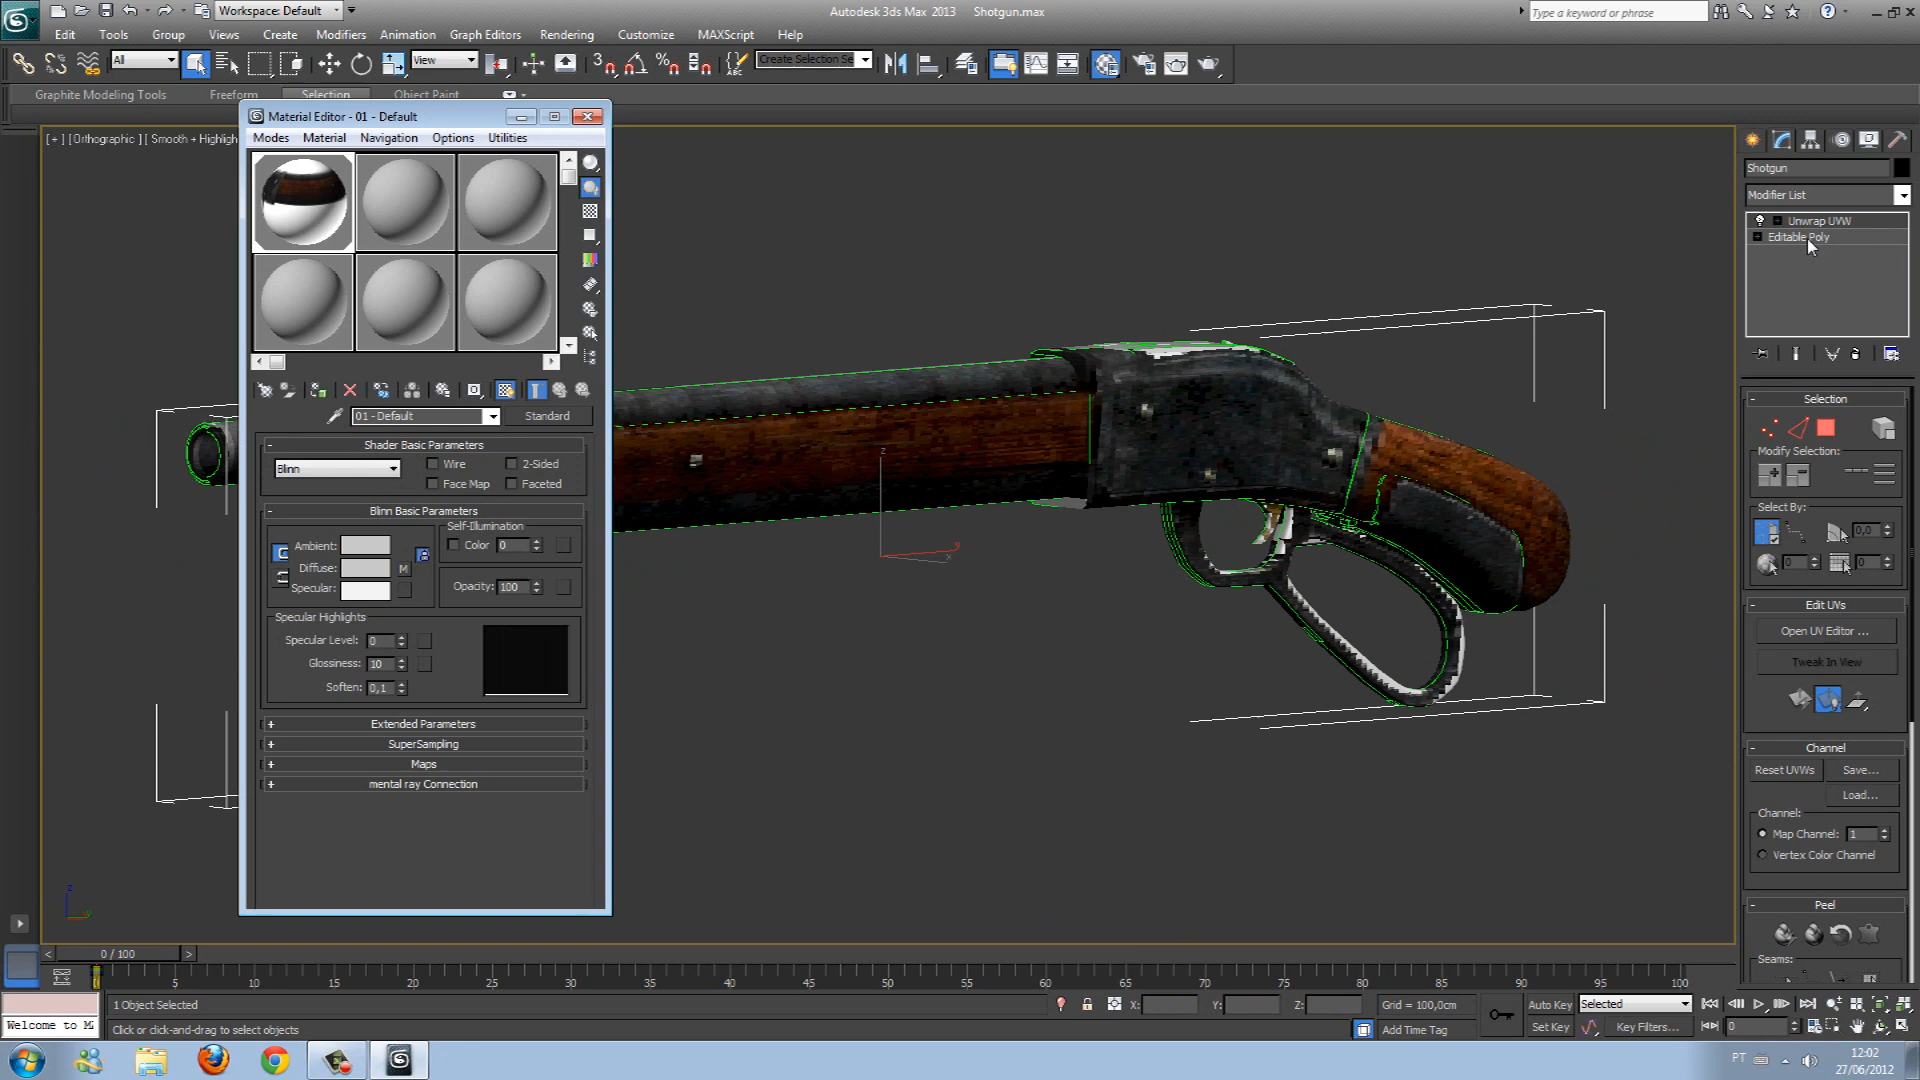 Workspace: Default
Autodesk 3ds Max 2013 Shotgun.max
Type a keyword or phrase
Edit Tools Group Views Create Modifiers Animation Graph Editors Rendering Customize MAXScript Help
All
View
3
Create Selection Se
Graphite Modeling Tools Freeform Selection Object Paint
[ + ] [Orthographic ] [ Smooth + Highligh
Material Editor - 01 - Default
Modes Material Navigation Options Utilities
01 - Default
Standard
Shader Basic Parameters
Blinn
Wire
2-Sided
Face Map
Faceted
Blinn Basic Parameters
Self-Illumination
Ambient:
Color 0
Diffuse:
M
Specular:
Opacity: 100
Specular Highlights
Specular Level: 0
Glossiness: 10
Soften: 0,1
Extended Parameters
SuperSampling
Maps
mental ray Connection
z
y
x
Shotgun
Modifier List
Unwrap UVW
Editable Poly
Selection
Modify Selection:
Select By:
0,0
0
0
Edit UVs
Open UV Editor ...
Tweak In View
Channel
Reset UVWs Save...
Load...
Channel:
Map Channel: 1
Vertex Color Channel
Peel
Seams:
0 / 100
5 10 15 20 25 30 35 40 45 50 55 60 65 70 75 80 85 90 95 100
1 Object Selected
X: Y: Z:
Grid = 100,0cm
Auto Key Selected
Welcome to M
Click or click-and-drag to select objects
Add Time Tag
Set Key Key Filters...
0
PT
12:02
27/06/2012